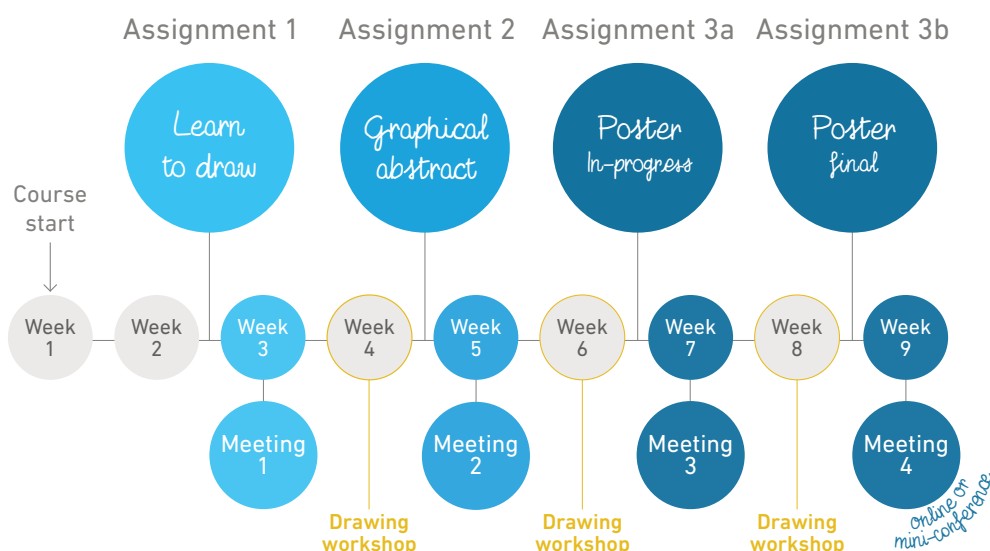 Assignment 1
Assignment 2
Assignment 3a
Assignment 3b
Learn
to draw
Graphical
abstract
Poster
In-progress
Poster
final
Course
start
Week
1
Week
2
Week
3
Week
4
Week
5
Week
6
Week
7
Week
8
Week
9
Meeting
1
Meeting
2
Meeting
3
Meeting
4
online or
mini-conference
Drawing
workshop
Drawing
workshop
Drawing
workshop